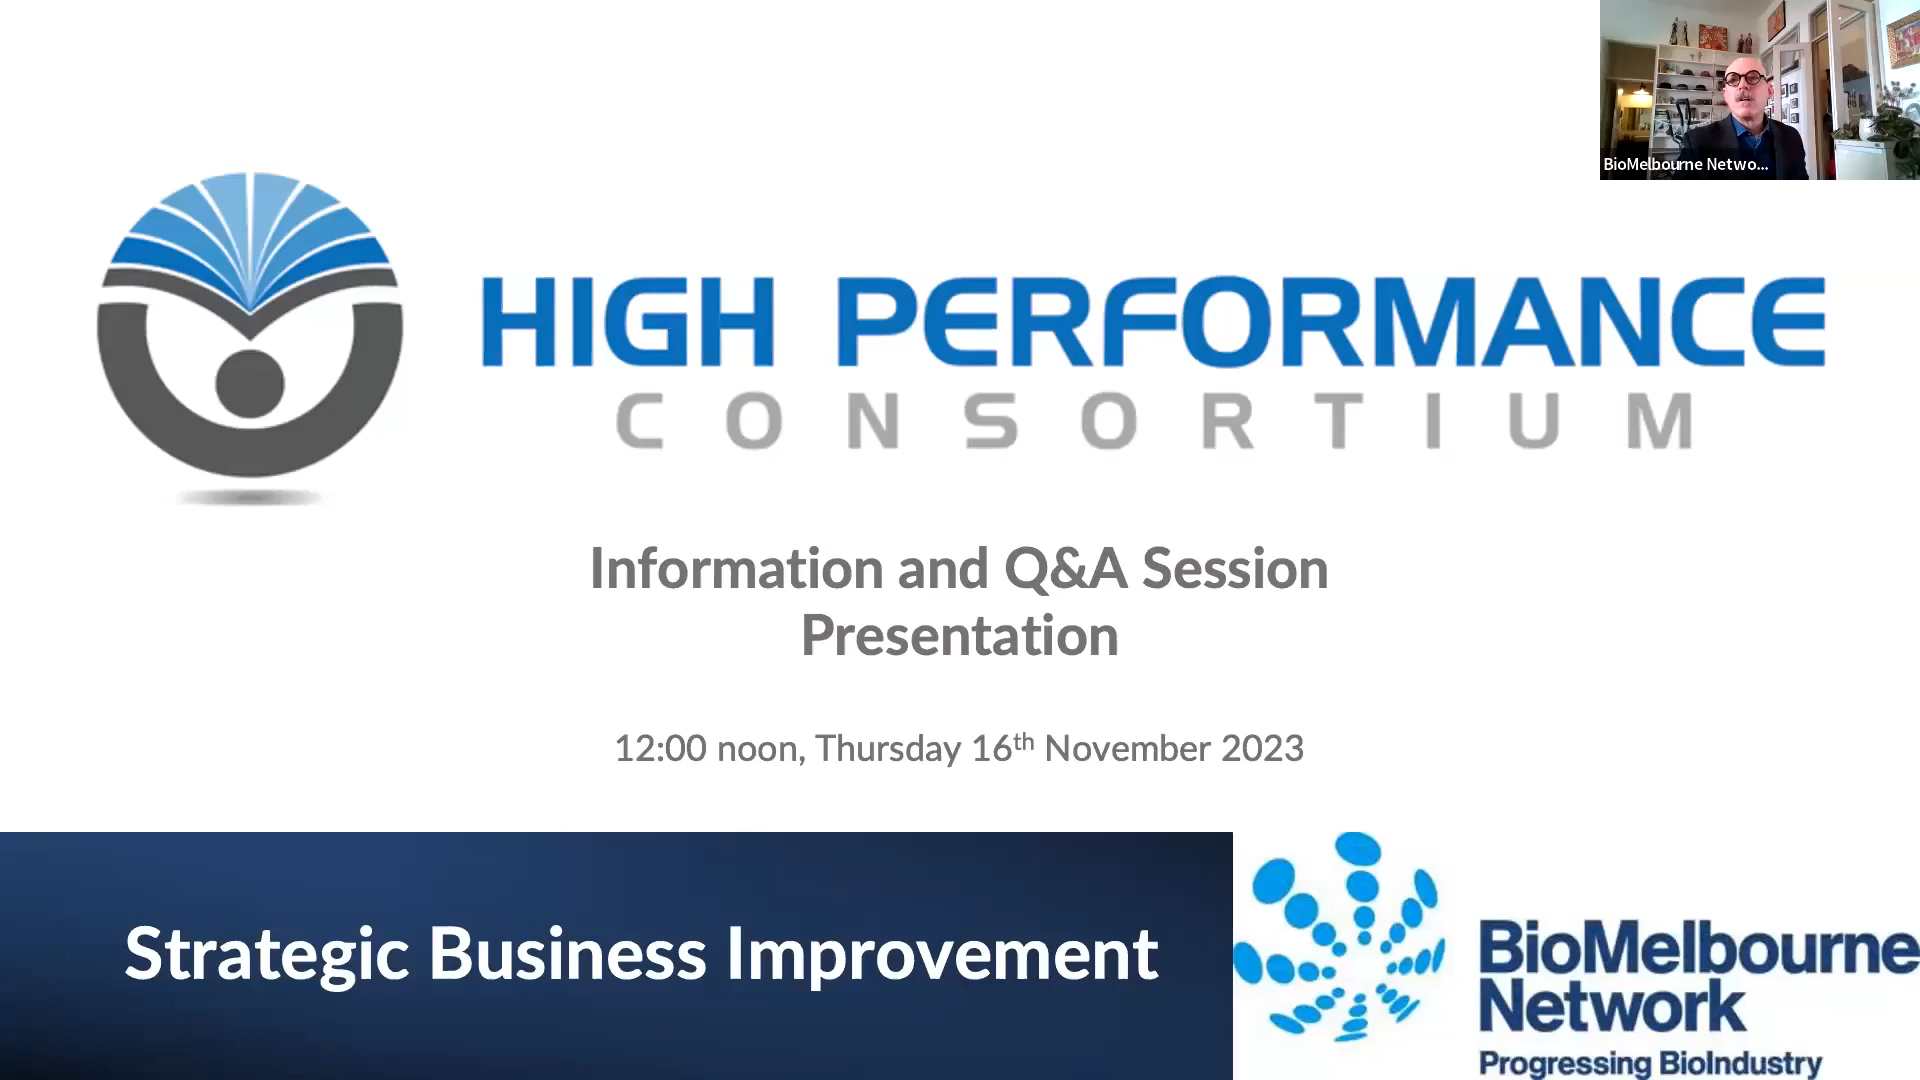 BioMelbourne Netwo...
HIGH PERFORMANCE
CONSORTIUM
Information and Q&A Session
Presentation
12:00 noon, Thursday 16th November 2023
Strategic Business Improvement
BioMelbourne
Network
Progressing BioIndustry